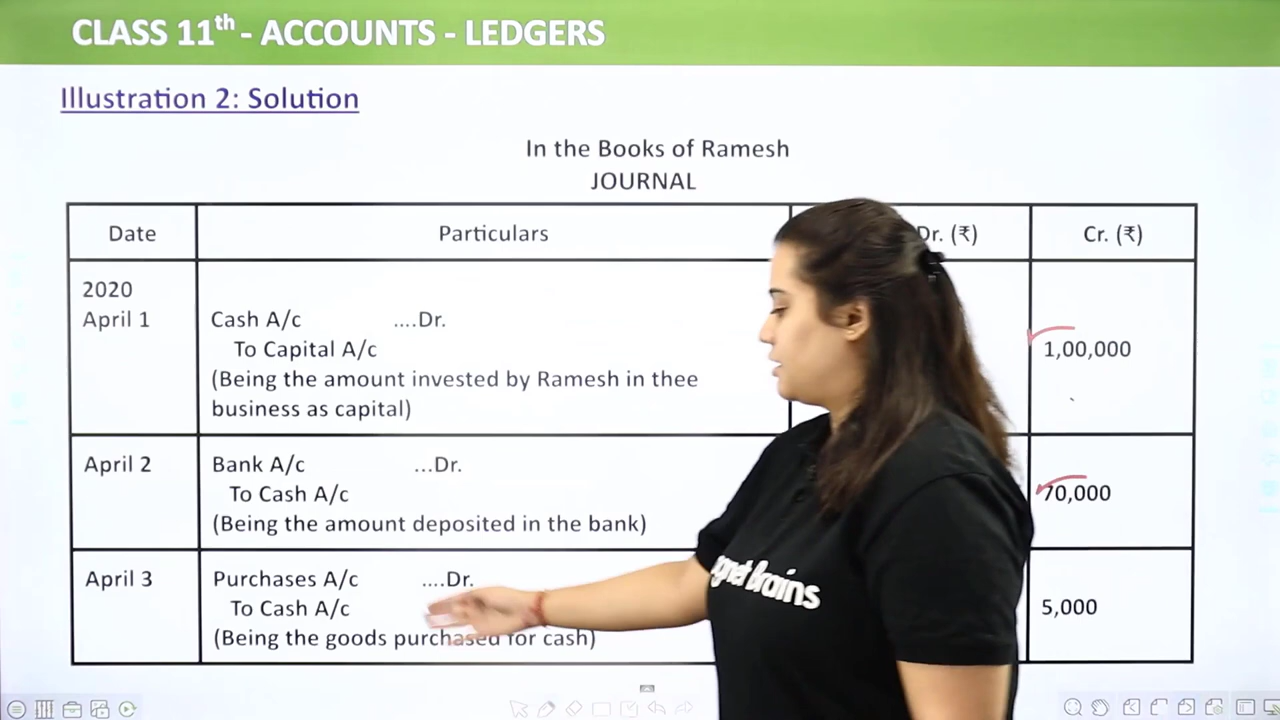 CLASS 11th - ACCOUNTS - LEDGERS
Illustration 2: Solution
In the Books of Ramesh
JOURNAL
Date Particulars Dr. (₹) Cr. (₹)
2020
April 1 Cash A/c ....Dr.
To Capital A/c 1,00,000
(Being the amount invested by Ramesh in thee
business as capital)
April 2 Bank A/c ...Dr.
To Cash A/c 70,000
(Being the amount deposited in the bank)
April 3 Purchases A/c ....Dr.
To Cash A/c 5,000
(Being the goods purchased for cash)
gnet brains